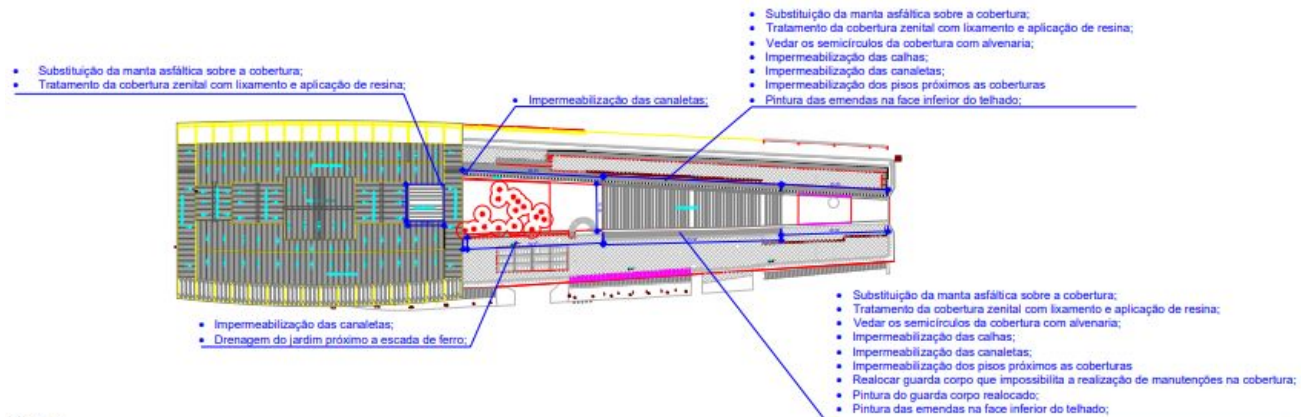 • Substituição da manta asfáltica sobre a cobertura;
• Tratamento da cobertura zenital com lixamento e aplicação de resina;
• Substituição da manta asfáltica sobre a cobertura;
• Tratamento da cobertura zenital com lixamento e aplicação de resina;
• Vedar os semicírculos da cobertura com alvenaria;
• Impermeabilização das calhas;
• Impermeabilização das canaletas;
• Impermeabilização dos pisos próximos as coberturas
• Pintura das emendas na face inferior do telhado;
• Impermeabilização das canaletas;
• Impermeabilização das canaletas;
• Drenagem do jardim próximo a escada de ferro;
• Substituição da manta asfáltica sobre a cobertura;
• Tratamento da cobertura zenital com lixamento e aplicação de resina;
• Vedar os semicírculos da cobertura com alvenaria;
• Impermeabilização das calhas;
• Impermeabilização das canaletas;
• Impermeabilização dos pisos próximos as coberturas
• Realocar guarda corpo que impossibilita a realização de manutenções na cobertura;
• Pintura do guarda corpo realocado;
• Pintura das emendas na face inferior do telhado;